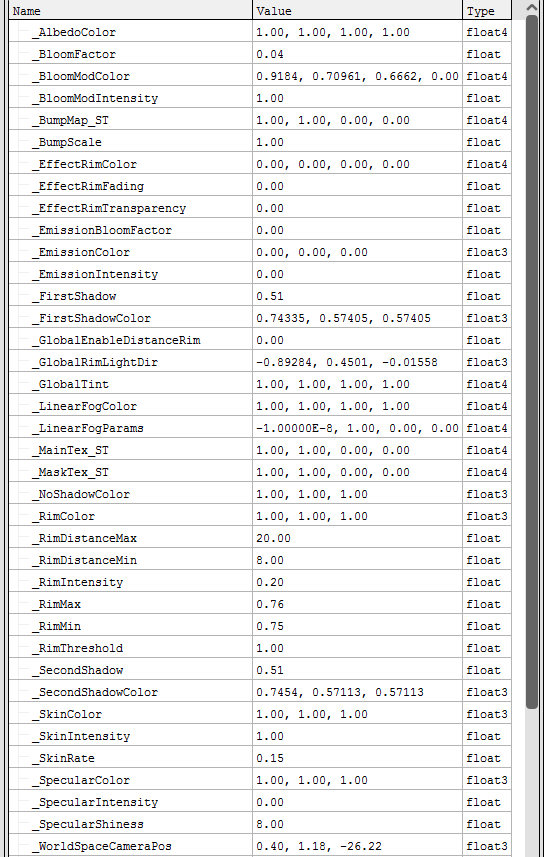 Name Value Type
_AlbedoColor 1.00, 1.00, 1.00, 1.00 float4
_BloomFactor 0.04 float
_BloomModColor 0.9184, 0.70961, 0.6662, 0.00 float4
_BloomModIntensity 1.00 float
_BumpMap_ST 1.00, 1.00, 0.00, 0.00 float4
_BumpScale 1.00 float
_EffectRimColor 0.00, 0.00, 0.00, 0.00 float4
_EffectRimFading 0.00 float
_EffectRimTransparency 0.00 float
_EmissionBloomFactor 0.00 float
_EmissionColor 0.00, 0.00, 0.00 float3
_EmissionIntensity 0.00 float
_FirstShadow 0.51 float
_FirstShadowColor 0.74335, 0.57405, 0.57405 float3
_GlobalEnableDistanceRim 0.00 float
_GlobalRimLightDir -0.89284, 0.4501, -0.01558 float3
_GlobalTint 1.00, 1.00, 1.00, 1.00 float4
_LinearFogColor 1.00, 1.00, 1.00, 1.00 float4
_LinearFogParams -1.00000E-8, 1.00, 0.00, 0.00 float4
_MainTex_ST 1.00, 1.00, 0.00, 0.00 float4
_MaskTex_ST 1.00, 1.00, 0.00, 0.00 float4
_NoShadowColor 1.00, 1.00, 1.00 float3
_RimColor 1.00, 1.00, 1.00 float3
_RimDistanceMax 20.00 float
_RimDistanceMin 8.00 float
_RimIntensity 0.20 float
_RimMax 0.76 float
_RimMin 0.75 float
_RimThreshold 1.00 float
_SecondShadow 0.51 float
_SecondShadowColor 0.7454, 0.57113, 0.57113 float3
_SkinColor 1.00, 1.00, 1.00 float3
_SkinIntensity 1.00 float
_SkinRate 0.15 float
_SpecularColor 1.00, 1.00, 1.00 float3
_SpecularIntensity 0.00 float
_SpecularShiness 8.00 float
_WorldSpaceCameraPos 0.40, 1.18, -26.22 float3